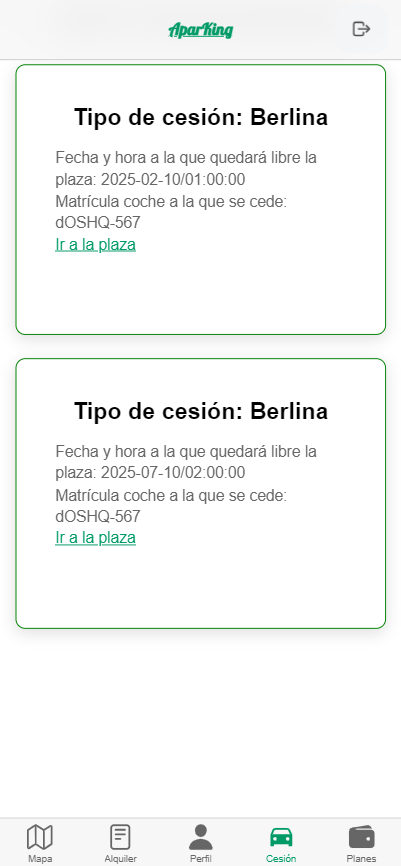 AparKing
Tipo de cesión: Berlina
Fecha y hora a la que quedará libre la
plaza: 2025-02-10/01:00:00
Matrícula coche a la que se cede:
dOSHQ-567
Ir a la plaza
Tipo de cesión: Berlina
Fecha y hora a la que quedará libre la
plaza: 2025-07-10/02:00:00
Matrícula coche a la que se cede:
dOSHQ-567
Ir a la plaza
Mapa Alquiler Perfil Cesión Planes